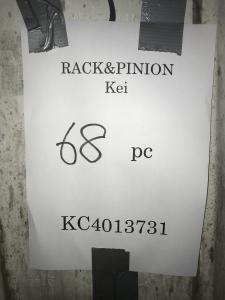 RACK&PINION
Kei
68 pc
KC4013731